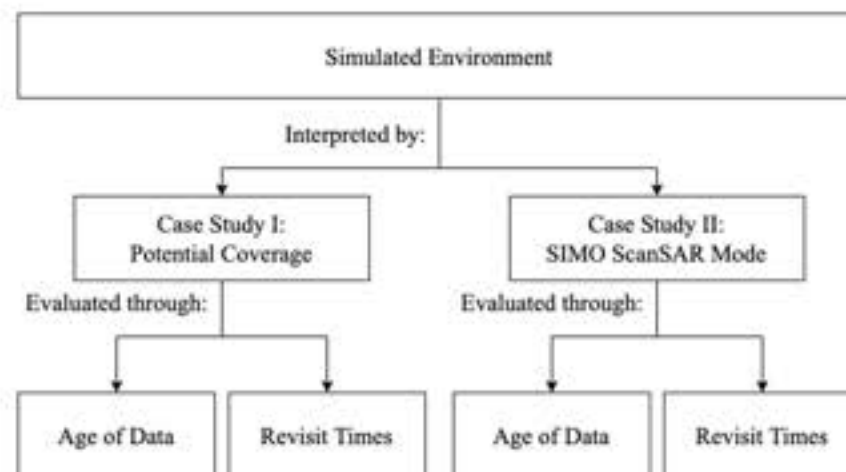 Simulated Environment
Interpreted by:
Case Study I:
Potential Coverage
Case Study II:
SIMO ScanSAR Mode
Evaluated through:
Evaluated through:
Age of Data
Revisit Times
Age of Data
Revisit Times